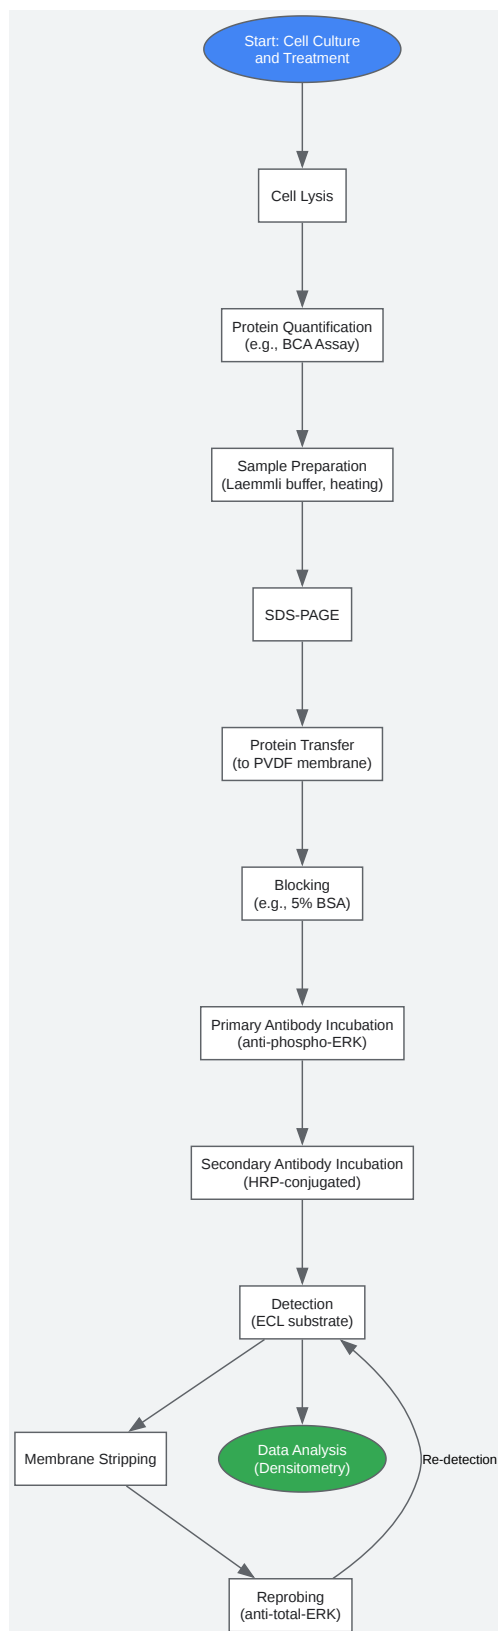 Start: Cell Culture
and Treatment
Cell Lysis
Protein Quantification
(e.g., BCA Assay)
Sample Preparation
(Laemmli buffer, heating)
SDS-PAGE
Protein Transfer
(to PVDF membrane)
Blocking
(e.g., 5% BSA)
Primary Antibody Incubation
(anti-phospho-ERK)
Secondary Antibody Incubation
(HRP-conjugated)
Detection
(ECL substrate)
Membrane Stripping
Data Analysis
(Densitometry)
Re-detection
Reprobing
(anti-total-ERK)